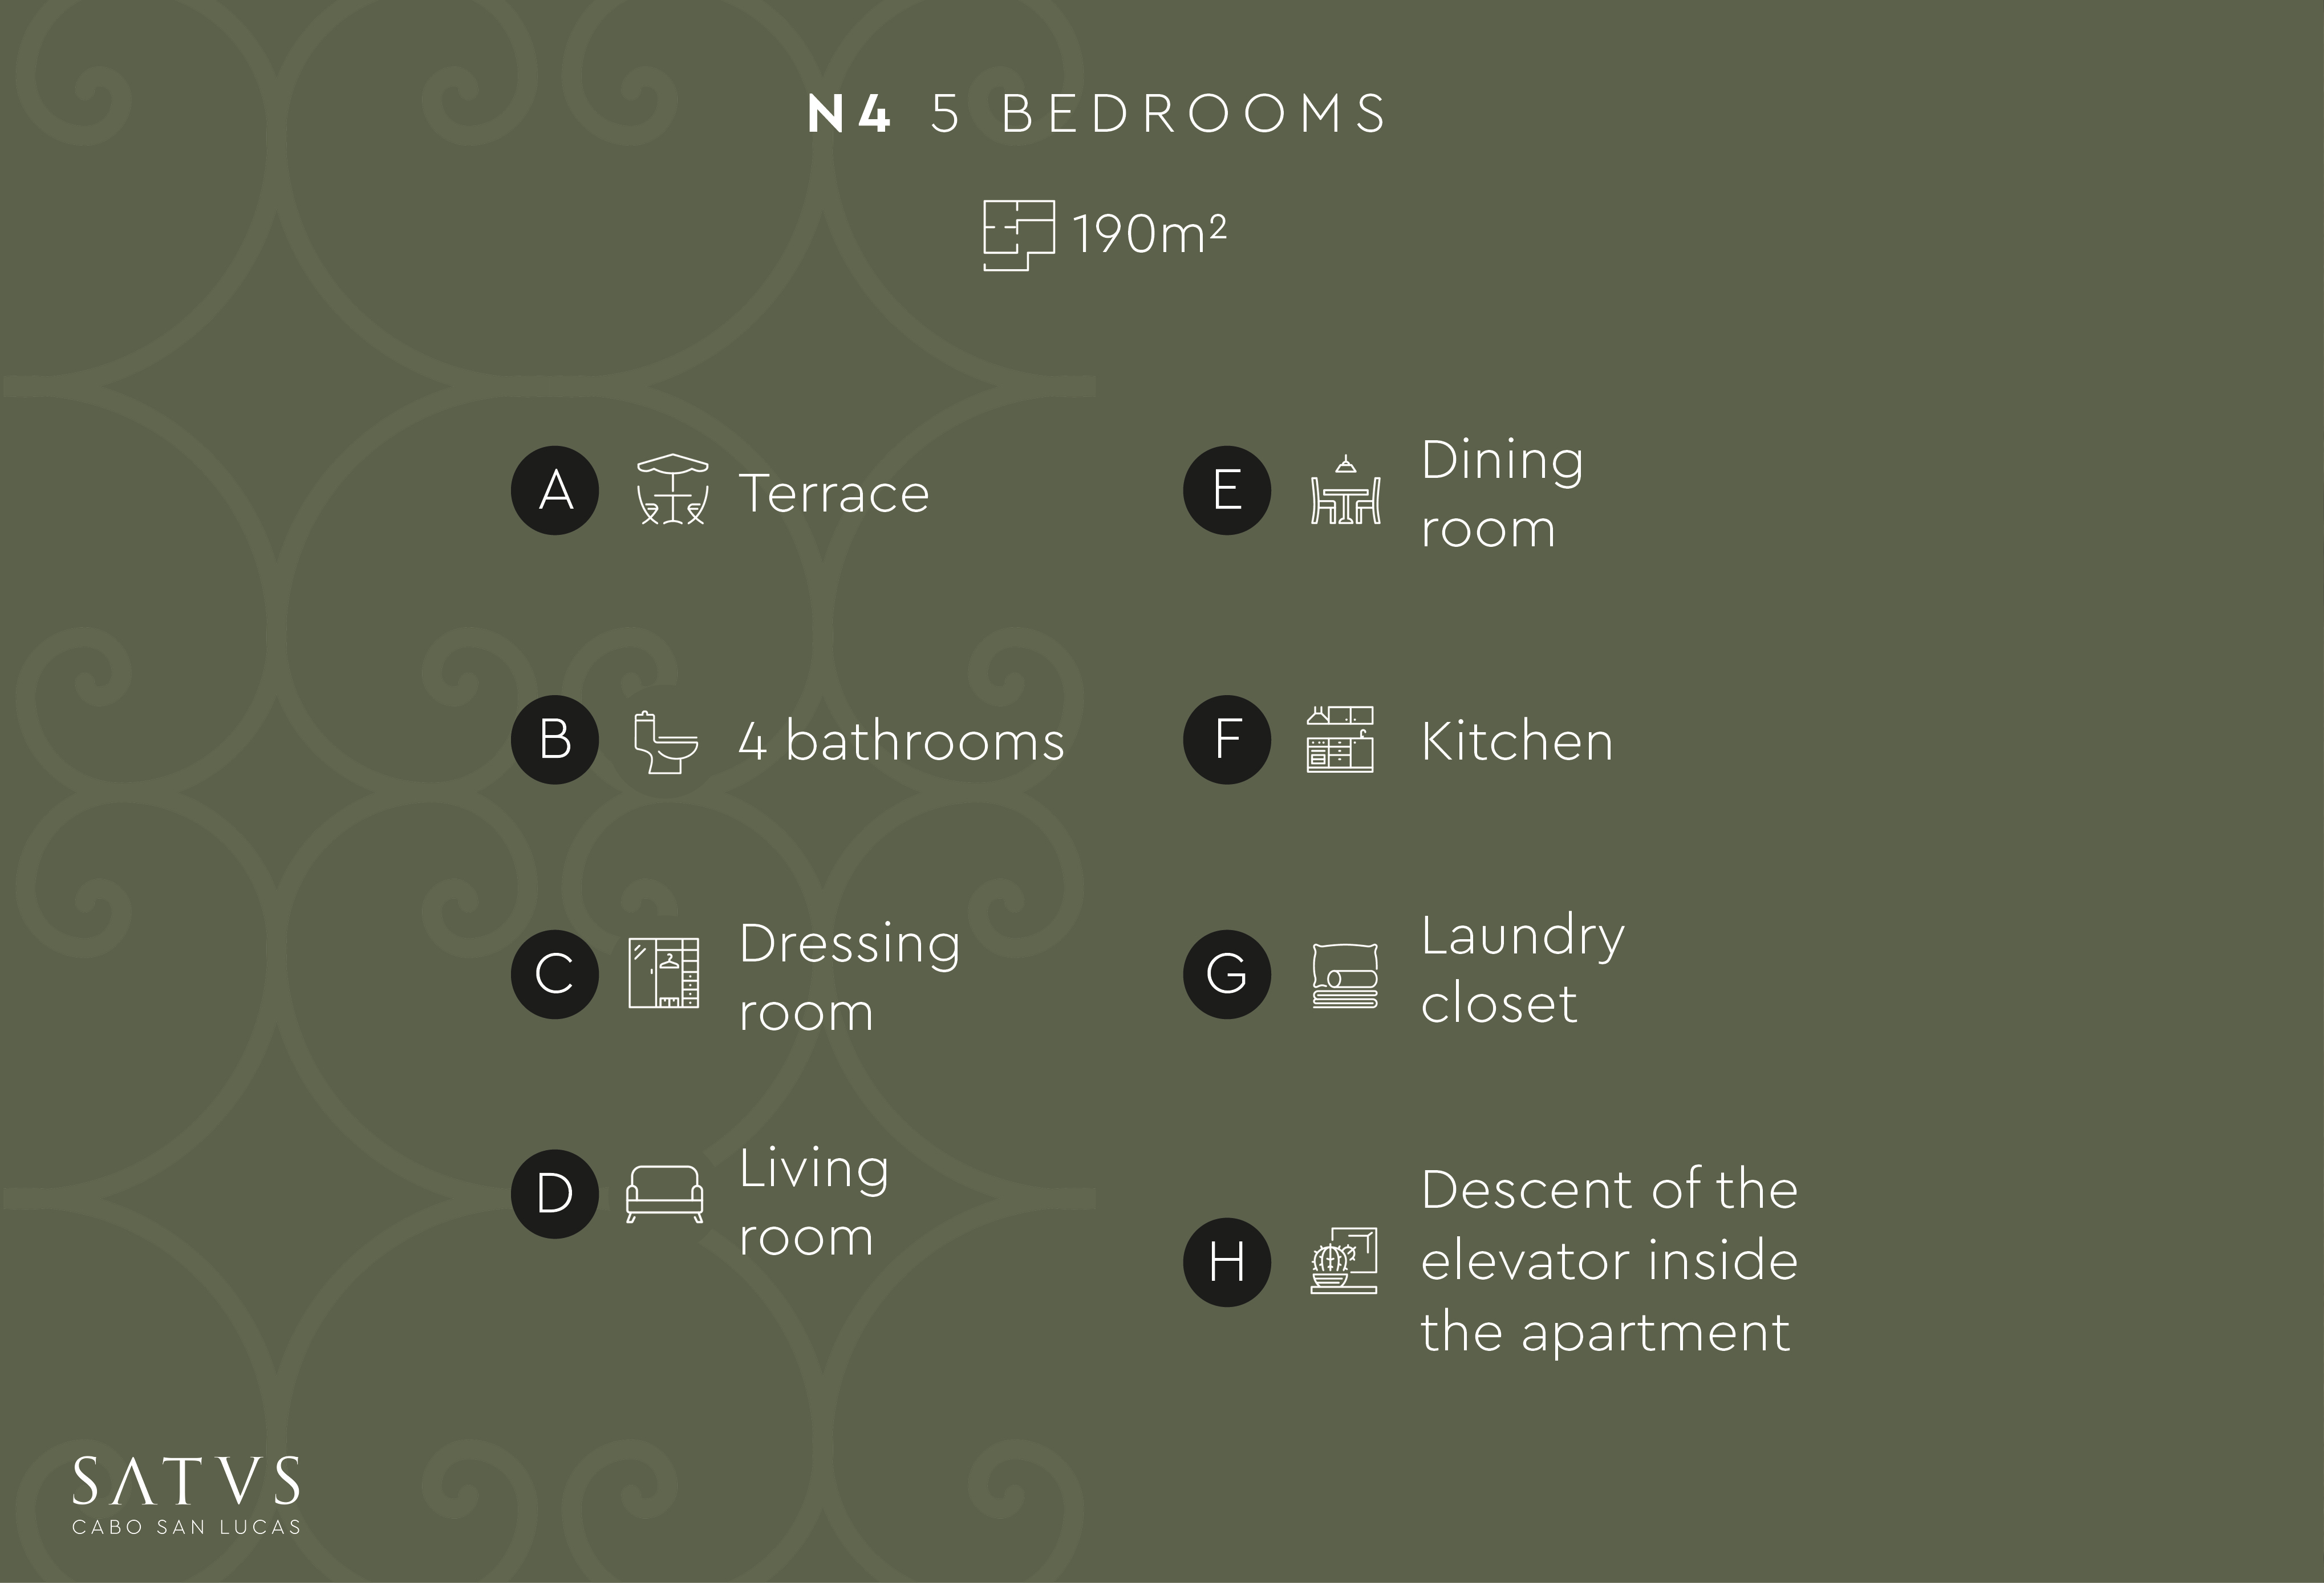 N4 5 BEDROOMS
190m²
A Terrace
B 4 bathrooms
C Dressing
room
D Living
room
E Dining
room
F Kitchen
G Laundry
closet
H Descent of the
elevator inside
the apartment
SATVS
CABO SAN LUCAS